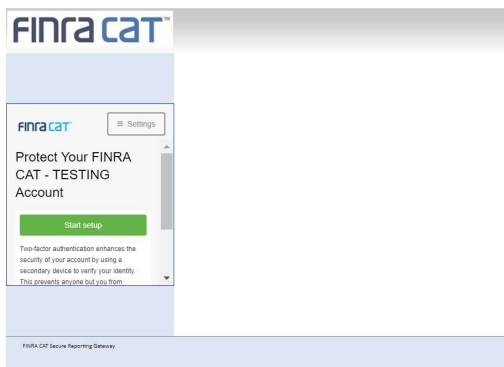 FINRA CAT™
FINRA CAT
≡ Settings
Protect Your FINRA
CAT - TESTING
Account
Start setup
Two-factor authentication enhances the
security of your account by using a
secondary device to verify your identity.
This prevents anyone but you from
FINRA CAT Secure Reporting Gateway